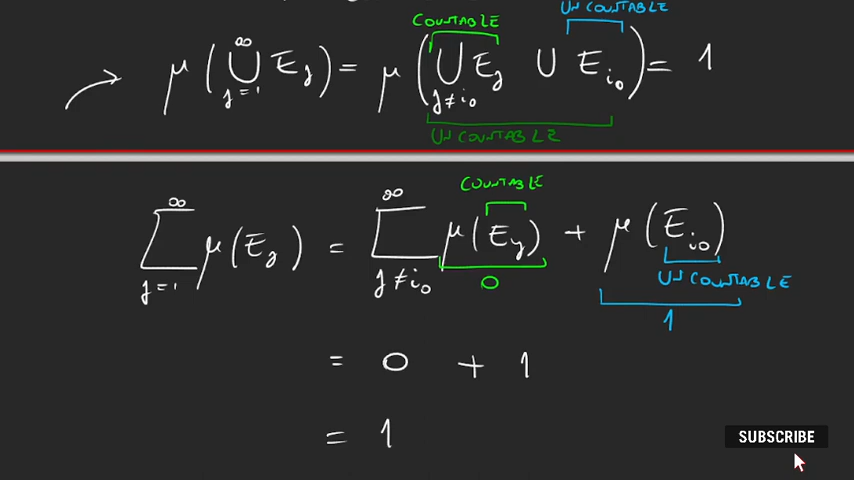 COUNTABLE UNCOUNTABLE
μ(⋃_{j=1}^{∞} E_j) = μ(⋃_{j≠i₀} E_j ∪ E_{i₀}) = 1
UNCOUNTABLE
COUNTABLE
∑_{j=1}^{∞} μ(E_j) = ∑_{j≠i₀}^{∞} μ(E_j) + μ(E_{i₀})
0 UNCOUNTABLE
1
= 0 + 1
= 1
SUBSCRIBE